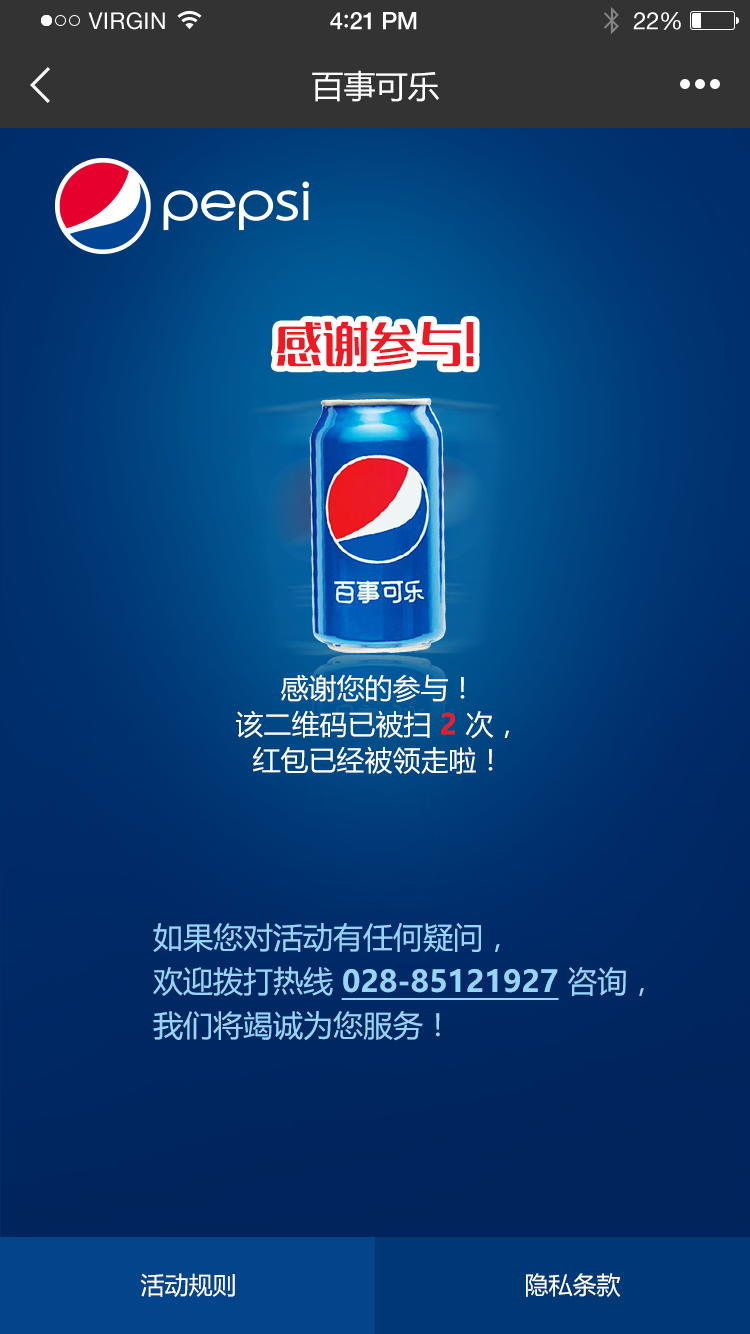 VIRGIN 4:21 PM 22%
百事可乐
pepsi
感谢参与!
百事可乐
感谢您的参与！
该二维码已被扫 2 次，
红包已经被领走啦！
如果您对活动有任何疑问，
欢迎拨打热线 028-85121927 咨询，
我们将竭诚为您服务！
活动规则 隐私条款